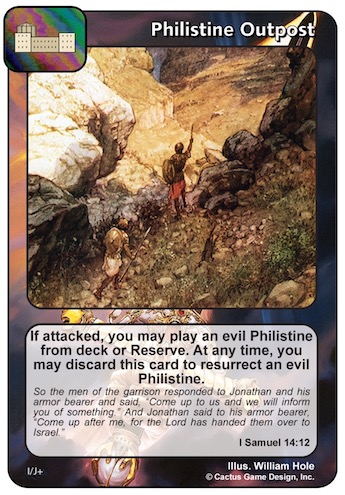 Philistine Outpost
If attacked, you may play an evil Philistine
from deck or Reserve. At any time, you
may discard this card to resurrect an evil
Philistine.
So the men of the garrison responded to Jonathan and his
armor bearer and said, "Come up to us and we will inform
you of something." And Jonathan said to his armor bearer,
"Come up after me, for the Lord has handed them over to
Israel."
I Samuel 14:12
I/J+
Illus. William Hole
© Cactus Game Design, Inc.